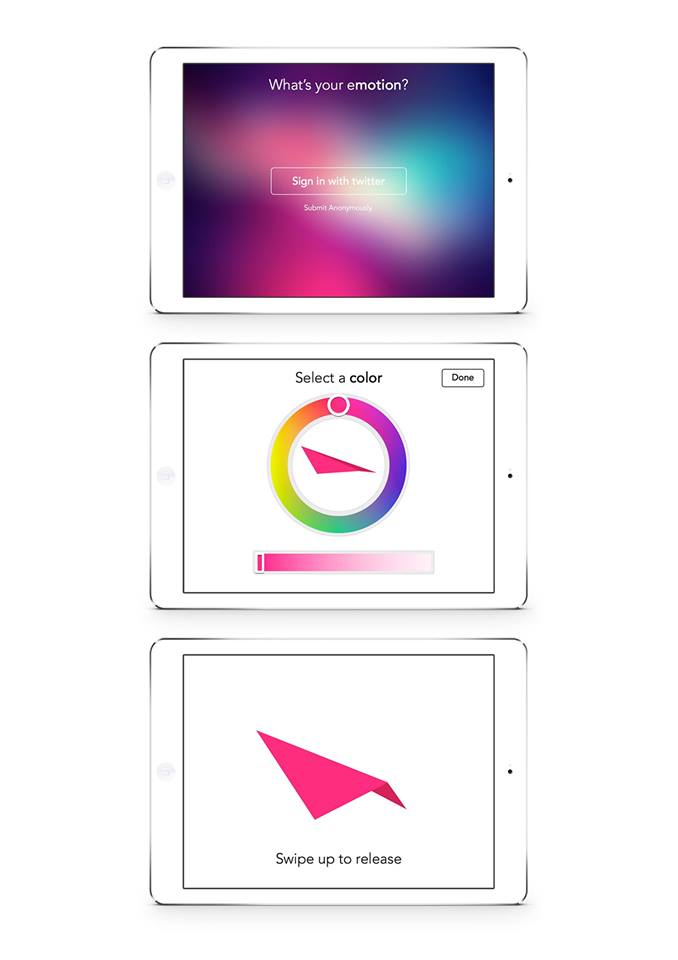 What's your emotion?
Sign in with twitter
Submit Anonymously
Select a color
Done
Swipe up to release